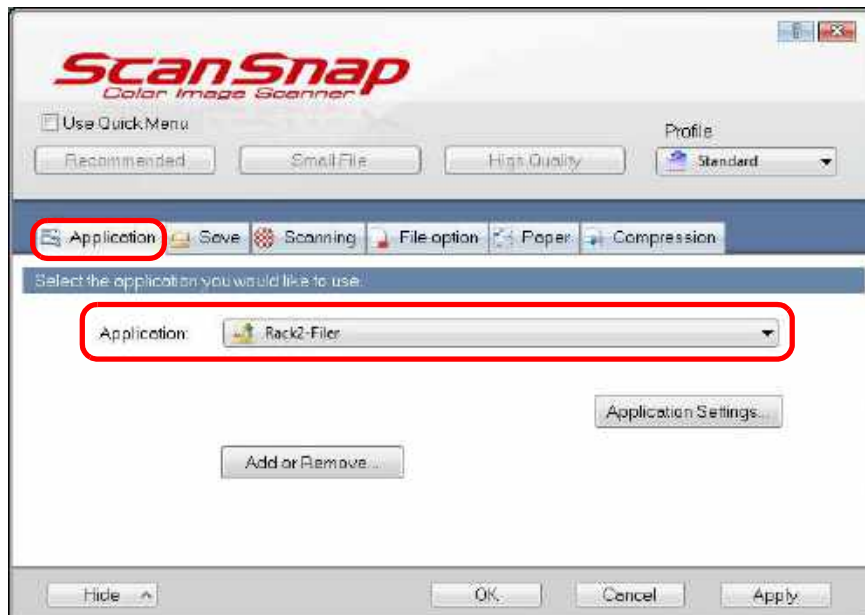 ScanSnap
Color Image Scanner
Use Quick Menu
Profile
Recommended Small File High Quality Standard
Application Save Scanning File option Paper Compression
Select the application you would like to use.
Application: Rack2-Filer
Application Settings...
Add or Remove...
Hide OK Cancel Apply